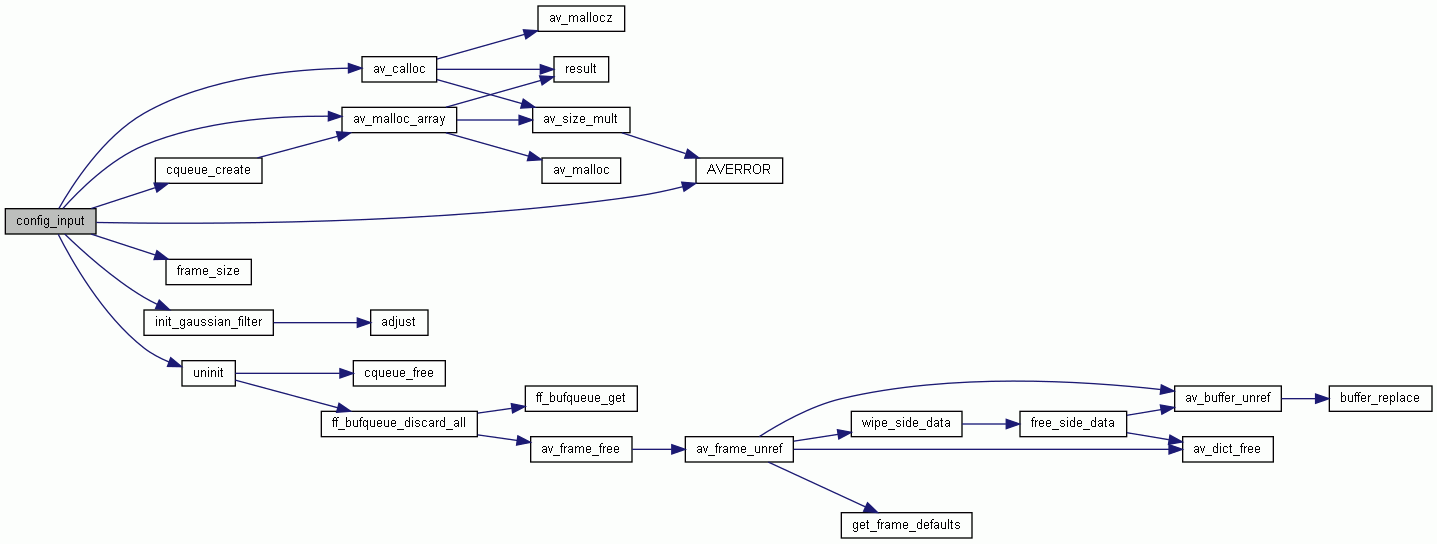 av_mallocz
av_calloc
result
av_malloc_array
av_size_mult
cqueue_create
av_malloc
AVERROR
config_input
frame_size
init_gaussian_filter
adjust
uninit
cqueue_free
ff_bufqueue_get
av_buffer_unref
buffer_replace
ff_bufqueue_discard_all
wipe_side_data
free_side_data
av_frame_free
av_frame_unref
av_dict_free
get_frame_defaults